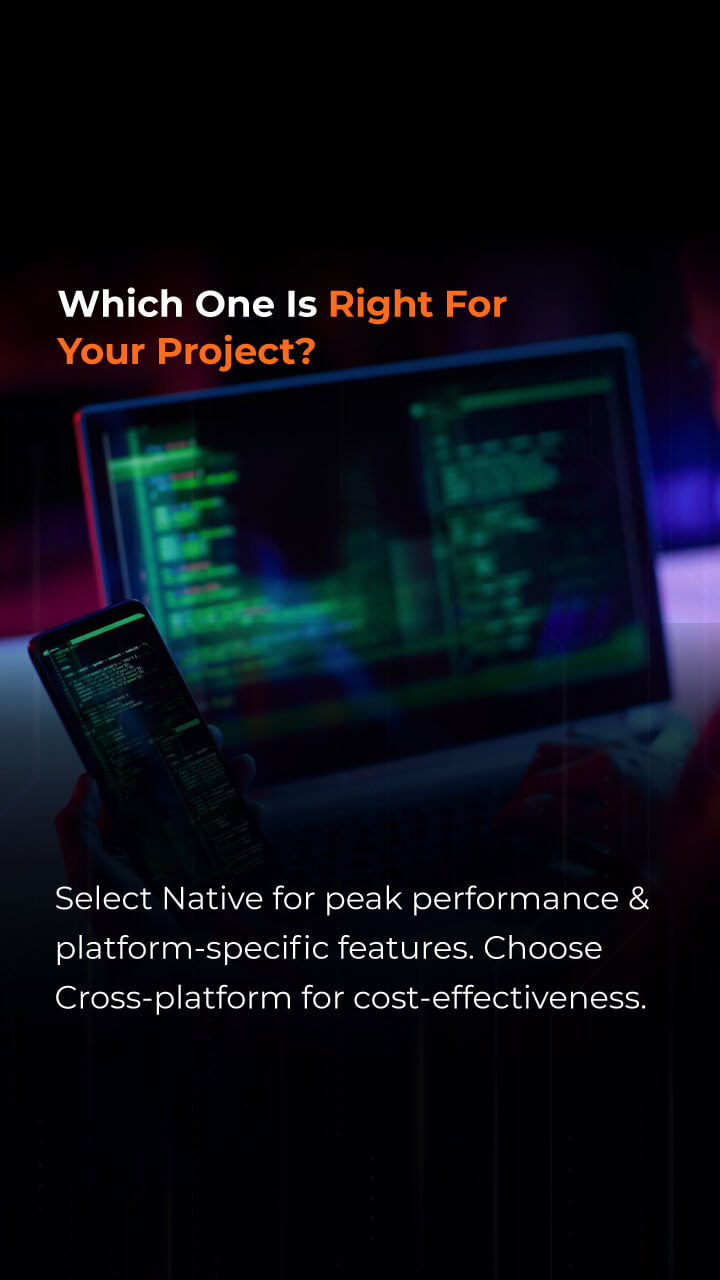 Which One Is Right For
Your Project?
Select Native for peak performance &
platform-specific features. Choose
Cross-platform for cost-effectiveness.